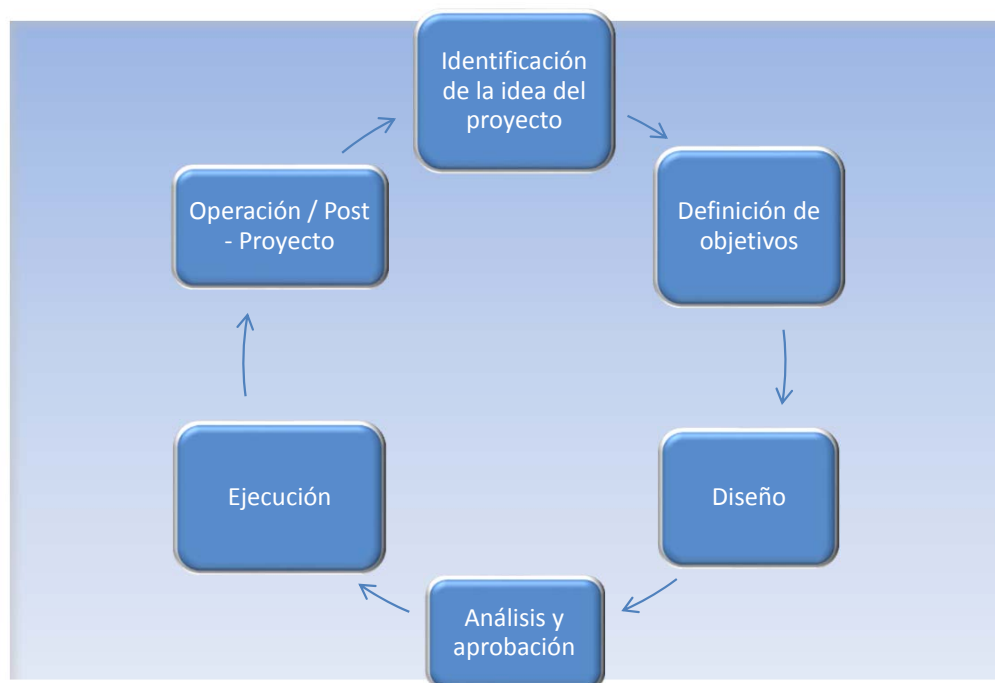 Identificación
de la idea del
proyecto
Definición de
objetivos
Diseño
Análisis y
aprobación
Ejecución
Operación / Post
- Proyecto